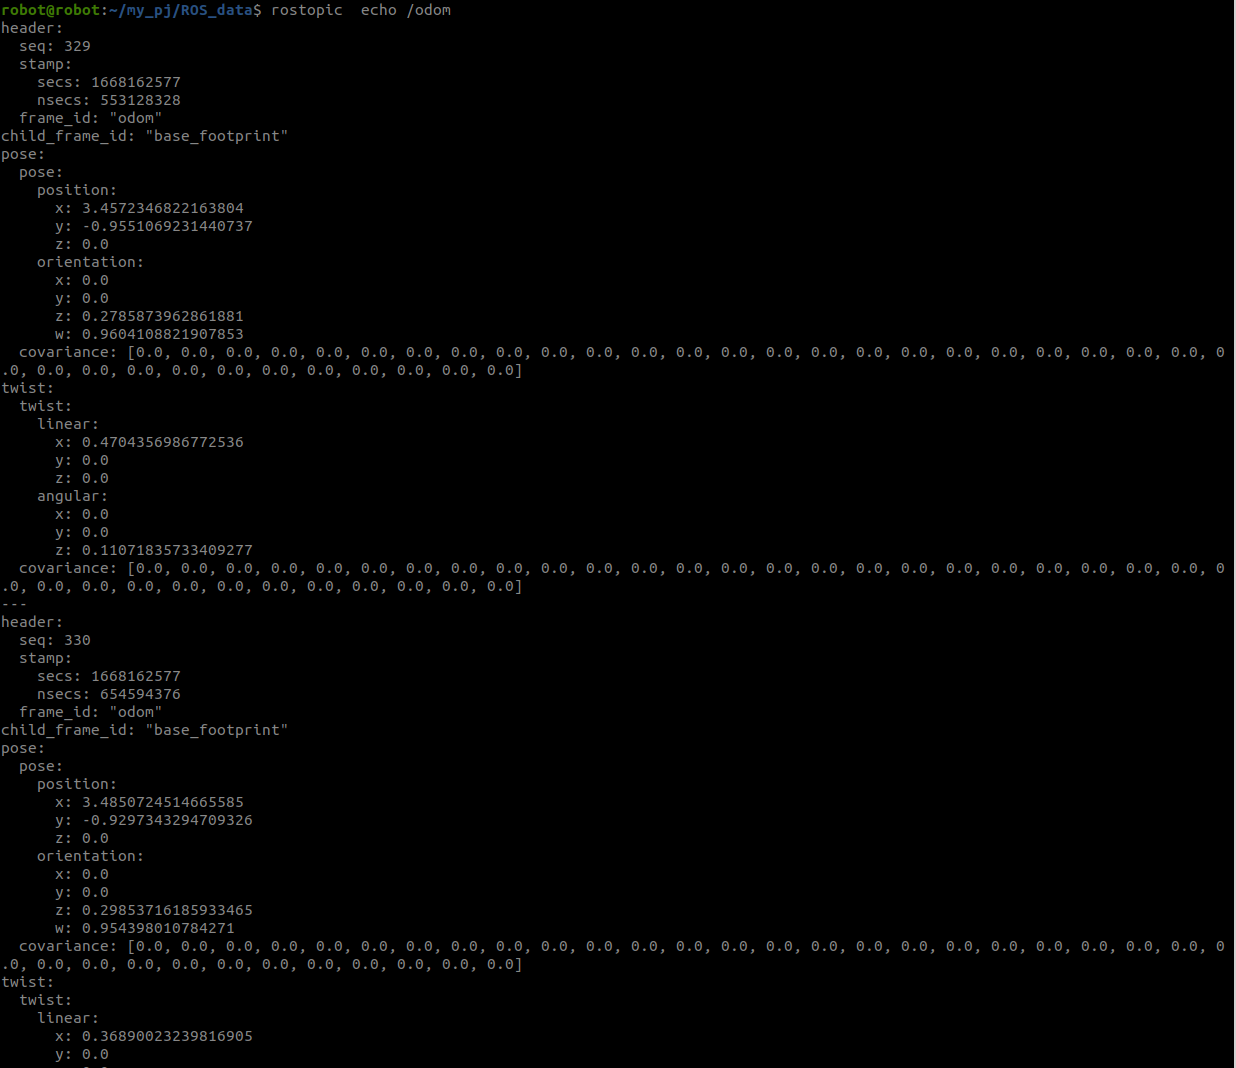 robot@robot:~/my_pj/ROS_data$ rostopic  echo /odom
header:
  seq: 329
  stamp:
    secs: 1668162577
    nsecs: 553128328
  frame_id: "odom"
child_frame_id: "base_footprint"
pose:
  pose:
    position:
      x: 3.4572346822163804
      y: -0.9551069231440737
      z: 0.0
    orientation:
      x: 0.0
      y: 0.0
      z: 0.2785873962861881
      w: 0.9604108821907853
  covariance: [0.0, 0.0, 0.0, 0.0, 0.0, 0.0, 0.0, 0.0, 0.0, 0.0, 0.0, 0.0, 0.0, 0.0, 0.0, 0.0, 0.0, 0.0, 0.0, 0.0, 0.0, 0.0, 0.0, 0.0, 0
.0, 0.0, 0.0, 0.0, 0.0, 0.0, 0.0, 0.0, 0.0, 0.0, 0.0, 0.0]
twist:
  twist:
    linear:
      x: 0.4704356986772536
      y: 0.0
      z: 0.0
    angular:
      x: 0.0
      y: 0.0
      z: 0.11071835733409277
  covariance: [0.0, 0.0, 0.0, 0.0, 0.0, 0.0, 0.0, 0.0, 0.0, 0.0, 0.0, 0.0, 0.0, 0.0, 0.0, 0.0, 0.0, 0.0, 0.0, 0.0, 0.0, 0.0, 0.0, 0.0, 0
.0, 0.0, 0.0, 0.0, 0.0, 0.0, 0.0, 0.0, 0.0, 0.0, 0.0, 0.0]
---
header:
  seq: 330
  stamp:
    secs: 1668162577
    nsecs: 654594376
  frame_id: "odom"
child_frame_id: "base_footprint"
pose:
  pose:
    position:
      x: 3.4850724514665585
      y: -0.9297343294709326
      z: 0.0
    orientation:
      x: 0.0
      y: 0.0
      z: 0.29853716185933465
      w: 0.954398010784271
  covariance: [0.0, 0.0, 0.0, 0.0, 0.0, 0.0, 0.0, 0.0, 0.0, 0.0, 0.0, 0.0, 0.0, 0.0, 0.0, 0.0, 0.0, 0.0, 0.0, 0.0, 0.0, 0.0, 0.0, 0.0, 0
.0, 0.0, 0.0, 0.0, 0.0, 0.0, 0.0, 0.0, 0.0, 0.0, 0.0, 0.0]
twist:
  twist:
    linear:
      x: 0.36890023239816905
      y: 0.0